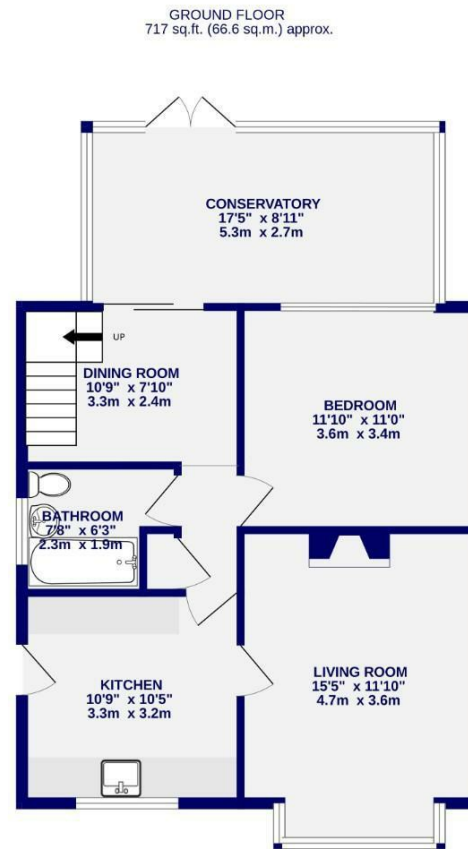 GROUND FLOOR
717 sq.ft. (66.6 sq.m.) approx.
CONSERVATORY
17'5" x 8'11"
5.3m x 2.7m
UP
DINING ROOM
10'9" x 7'10"
3.3m x 2.4m
BEDROOM
11'10" x 11'0"
3.6m x 3.4m
BATHROOM
7'8" x 6'3"
2.3m x 1.9m
KITCHEN
10'9" x 10'5"
3.3m x 3.2m
LIVING ROOM
15'5" x 11'10"
4.7m x 3.6m